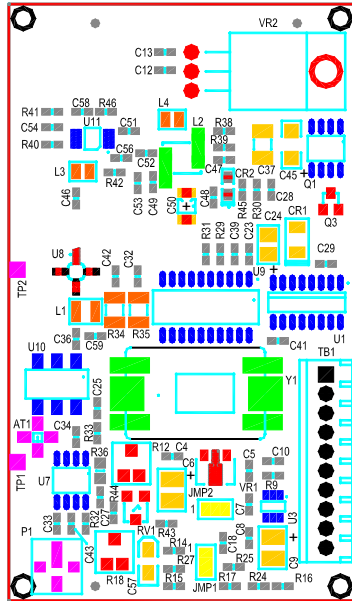 VR2
C13
C12
R41
C58
R46
L4
L2
R38
C54
U11
C51
R39
R40
C56
C52
C47
L3
R42
CR2
C37
C45
Q1
C46
C53
C49
C50
C48
R45
R30
C28
Q3
C24
CR1
R31
R29
C39
C23
U8
C42
C32
U9
C29
TP2
L1
R34
R35
C36
C59
C41
U1
U10
TB1
Y1
C25
AT1
C34
R33
R12
C4
C6
C5
C10
TP1
R36
U7
JMP2
VR1
R9
R44
C27
R32
C7
U3
P1
C33
C11
1
R43
RV1
C8
C43
R14
C18
R27
R25
C9
R18
C57
R15
JMP1
1
R17
R24
R16